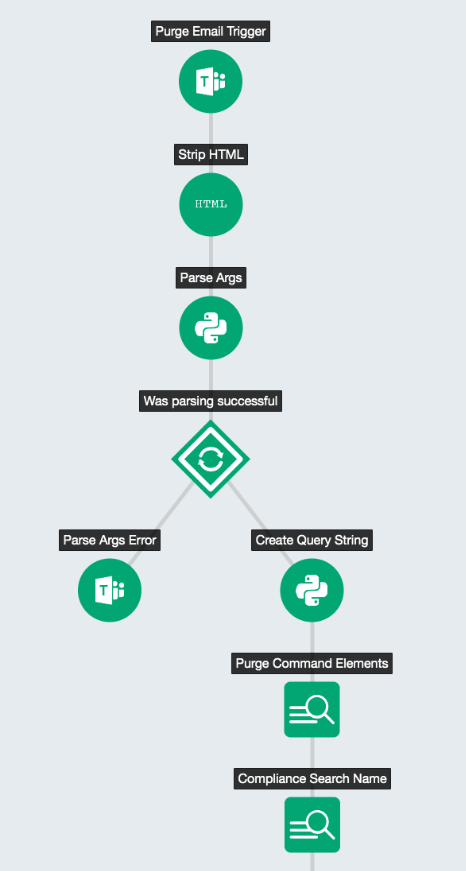 Purge Email Trigger
T
Strip HTML
HTML
Parse Args
Was parsing successful
Parse Args Error
Create Query String
T
Purge Command Elements
Compliance Search Name